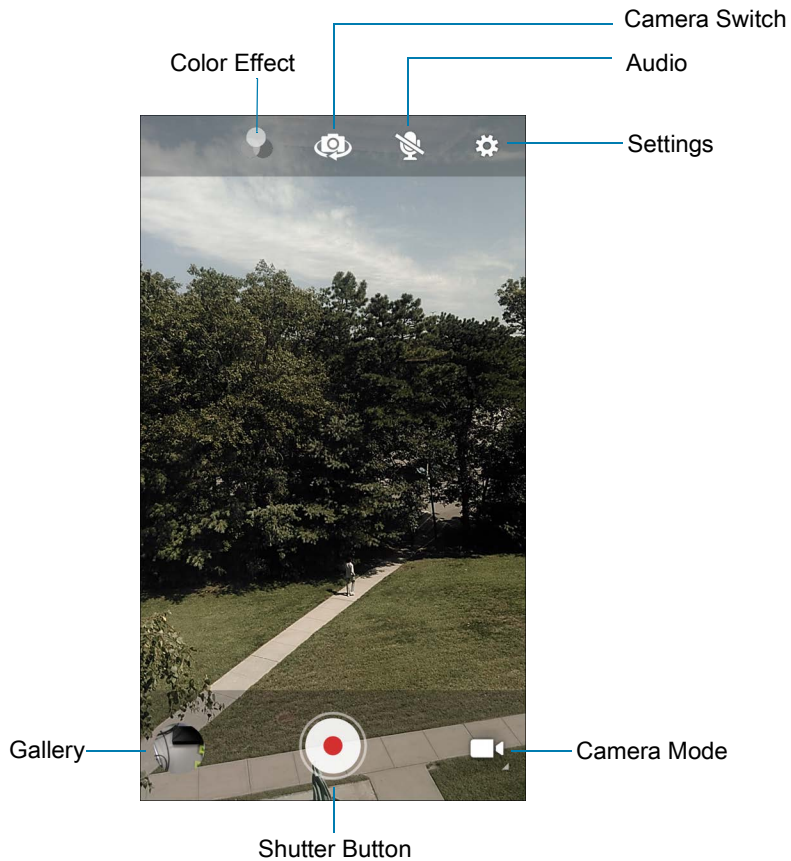 Camera Switch
Color Effect
Audio
Settings
Gallery
Camera Mode
Shutter Button